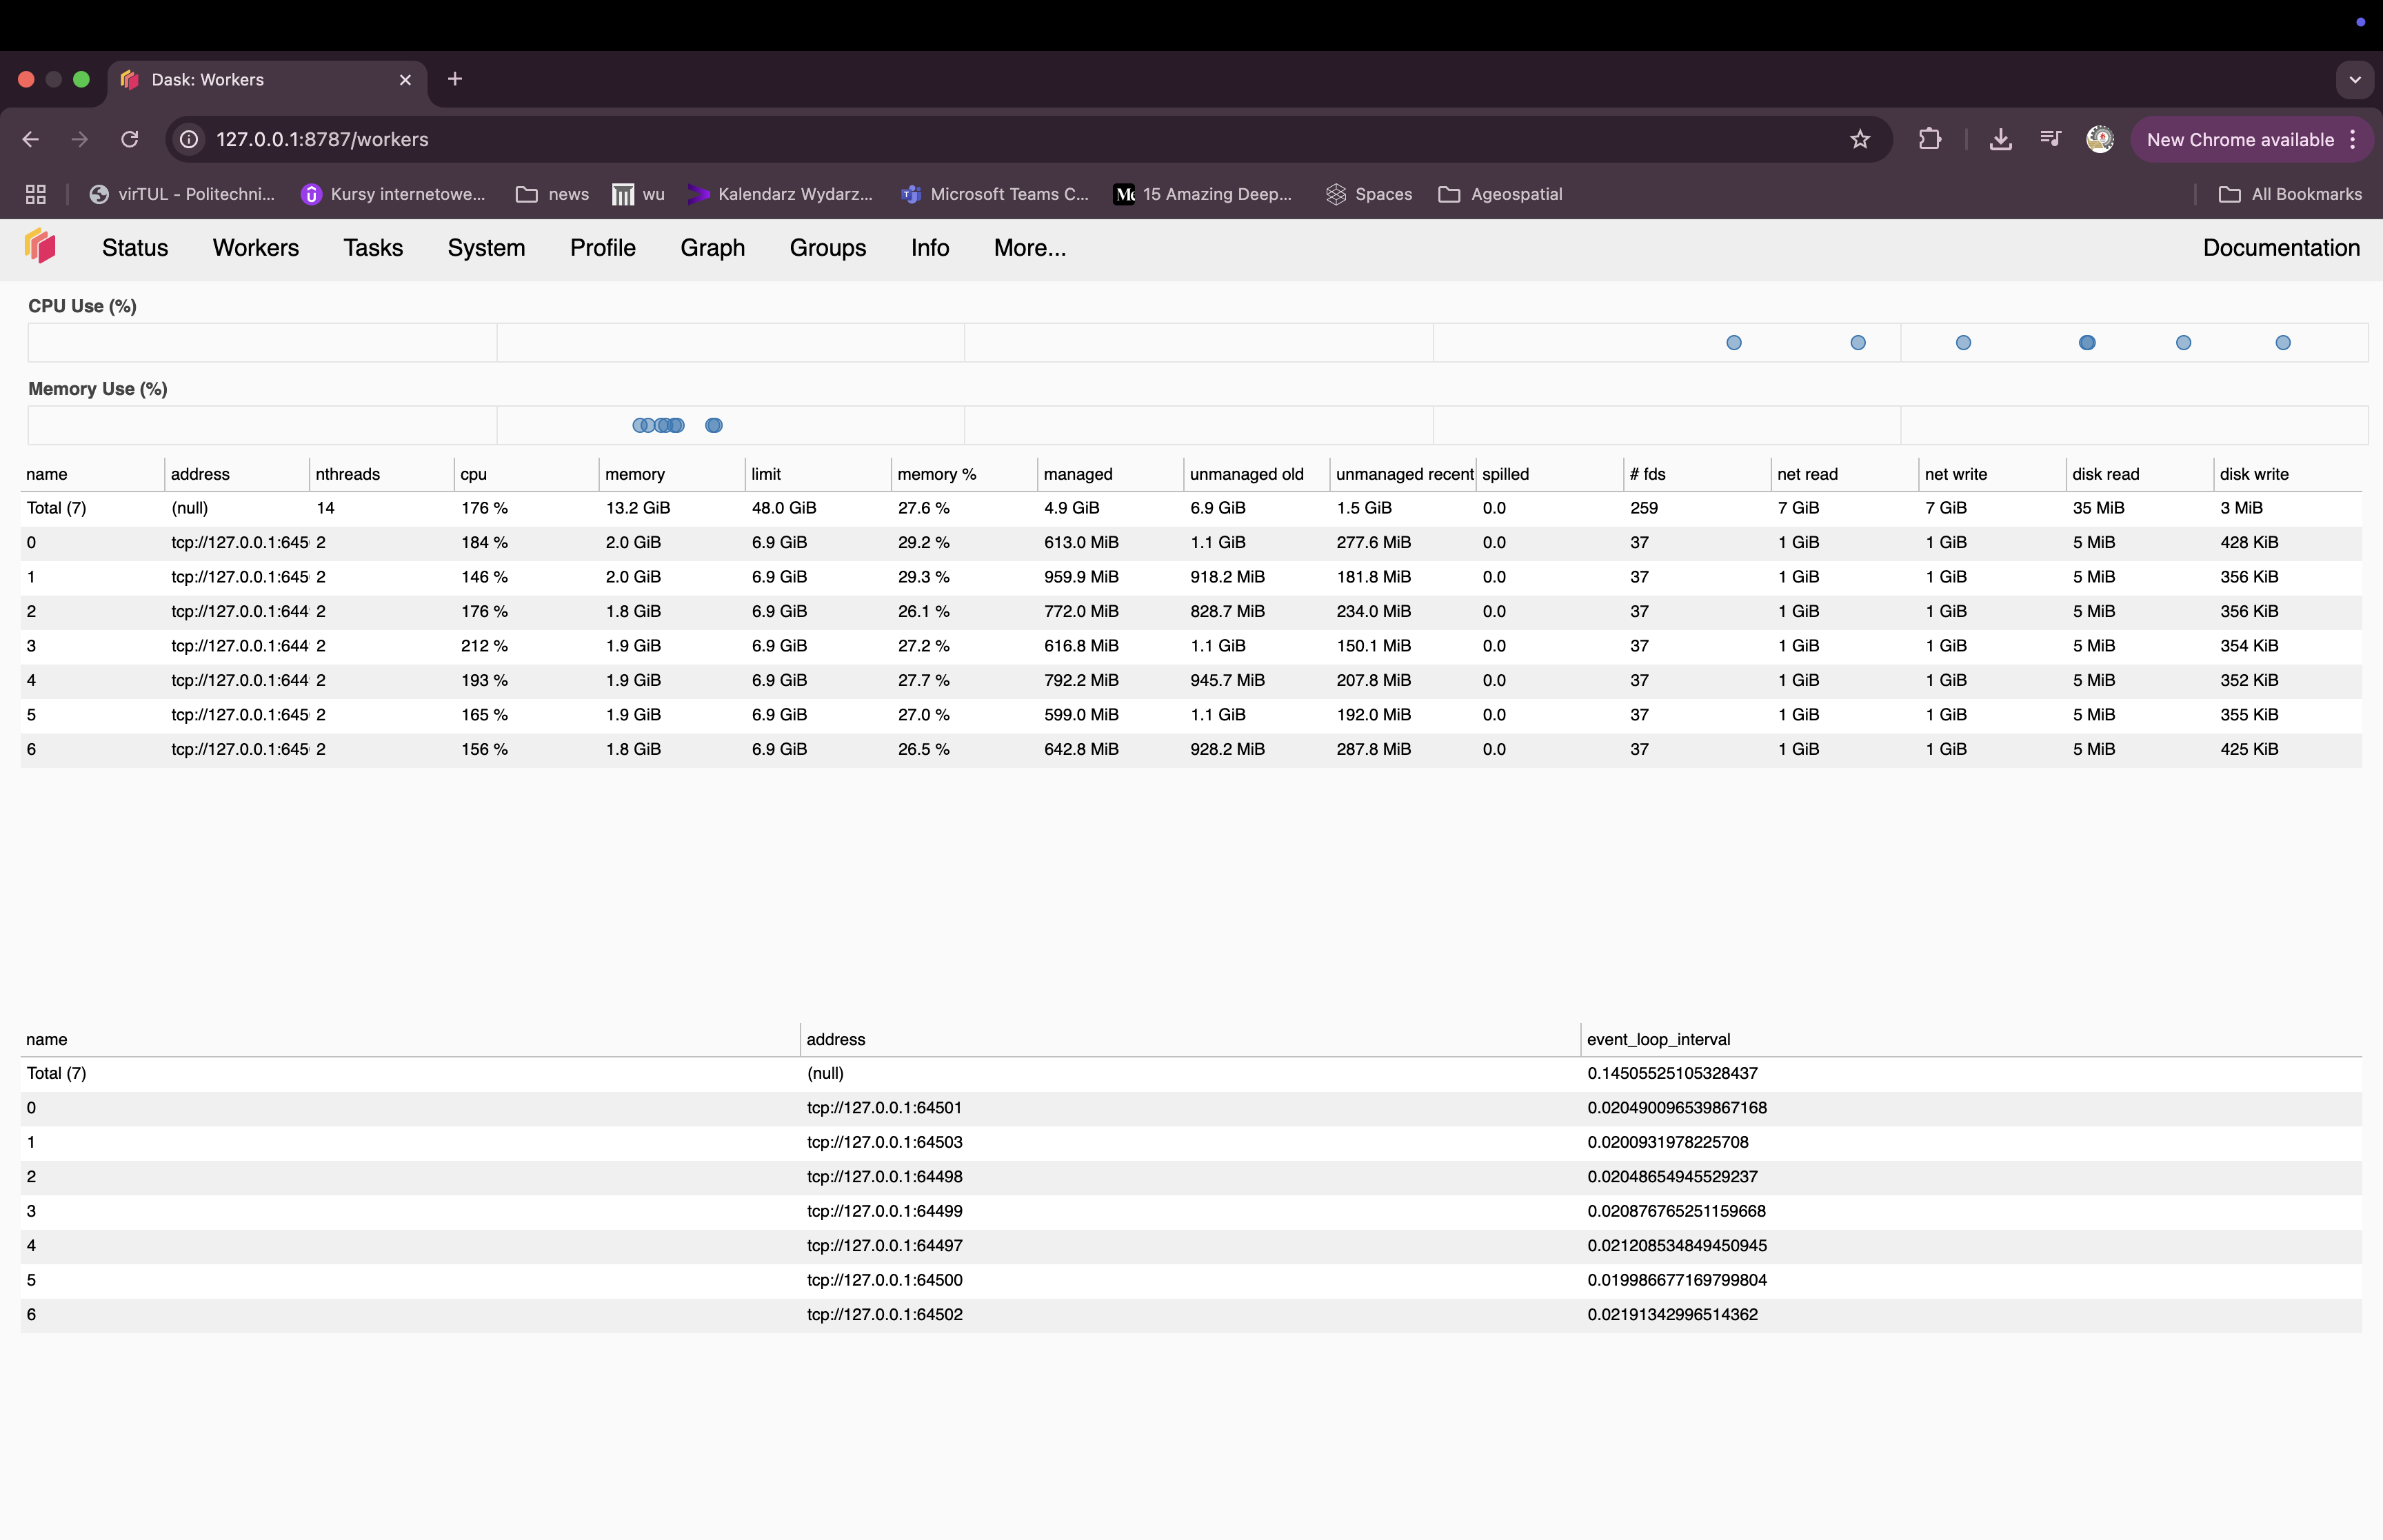 Dask: Workers
127.0.0.1:8787/workers
New Chrome available
virTUL - Politechni...
Kursy internetowe...
news
wu
Kalendarz Wydarz...
Microsoft Teams C...
15 Amazing Deep...
Spaces
Ageospatial
All Bookmarks
Status Workers Tasks System Profile Graph Groups Info More... Documentation
CPU Use (%)
Memory Use (%)
name address nthreads cpu memory limit memory % managed unmanaged old unmanaged recent spilled # fds net read net write disk read disk write
Total (7) (null) 14 176 % 13.2 GiB 48.0 GiB 27.6 % 4.9 GiB 6.9 GiB 1.5 GiB 0.0 259 7 GiB 7 GiB 35 MiB 3 MiB
0 tcp://127.0.0.1:645 2 184 % 2.0 GiB 6.9 GiB 29.2 % 613.0 MiB 1.1 GiB 277.6 MiB 0.0 37 1 GiB 1 GiB 5 MiB 428 KiB
1 tcp://127.0.0.1:645 2 146 % 2.0 GiB 6.9 GiB 29.3 % 959.9 MiB 918.2 MiB 181.8 MiB 0.0 37 1 GiB 1 GiB 5 MiB 356 KiB
2 tcp://127.0.0.1:644 2 176 % 1.8 GiB 6.9 GiB 26.1 % 772.0 MiB 828.7 MiB 234.0 MiB 0.0 37 1 GiB 1 GiB 5 MiB 356 KiB
3 tcp://127.0.0.1:644 2 212 % 1.9 GiB 6.9 GiB 27.2 % 616.8 MiB 1.1 GiB 150.1 MiB 0.0 37 1 GiB 1 GiB 5 MiB 354 KiB
4 tcp://127.0.0.1:644 2 193 % 1.9 GiB 6.9 GiB 27.7 % 792.2 MiB 945.7 MiB 207.8 MiB 0.0 37 1 GiB 1 GiB 5 MiB 352 KiB
5 tcp://127.0.0.1:645 2 165 % 1.9 GiB 6.9 GiB 27.0 % 599.0 MiB 1.1 GiB 192.0 MiB 0.0 37 1 GiB 1 GiB 5 MiB 355 KiB
6 tcp://127.0.0.1:645 2 156 % 1.8 GiB 6.9 GiB 26.5 % 642.8 MiB 928.2 MiB 287.8 MiB 0.0 37 1 GiB 1 GiB 5 MiB 425 KiB
name address event_loop_interval
Total (7) (null) 0.14505525105328437
0 tcp://127.0.0.1:64501 0.020490096539867168
1 tcp://127.0.0.1:64503 0.0200931978225708
2 tcp://127.0.0.1:64498 0.02048654945529237
3 tcp://127.0.0.1:64499 0.020876765251159668
4 tcp://127.0.0.1:64497 0.021208534849450945
5 tcp://127.0.0.1:64500 0.019986677169799804
6 tcp://127.0.0.1:64502 0.02191342996514362